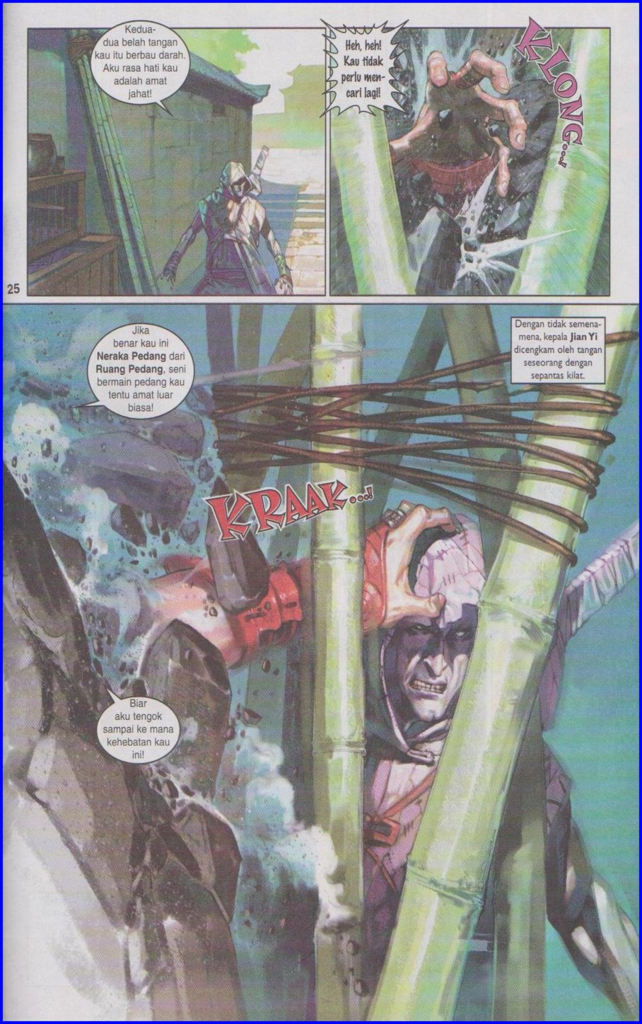 Kedua-
dua belah tangan
kau itu berbau darah.
Aku rasa hati kau
adalah amat
jahat!
Heh, heh!
Kau tidak
perlu men-
cari lagi!
KLONG...!
25
Jika
benar kau ini
Neraka Pedang dari
Ruang Pedang, seni
bermain pedang kau
tentu amat luar
biasa!
Dengan tidak semena-
mena, kepala Jian Yi
dicengkam oleh tangan
seseorang dengan
sepantas kilat.
KRAAK...!
Biar
aku tengok
sampai ke mana
kehebatan kau
ini!